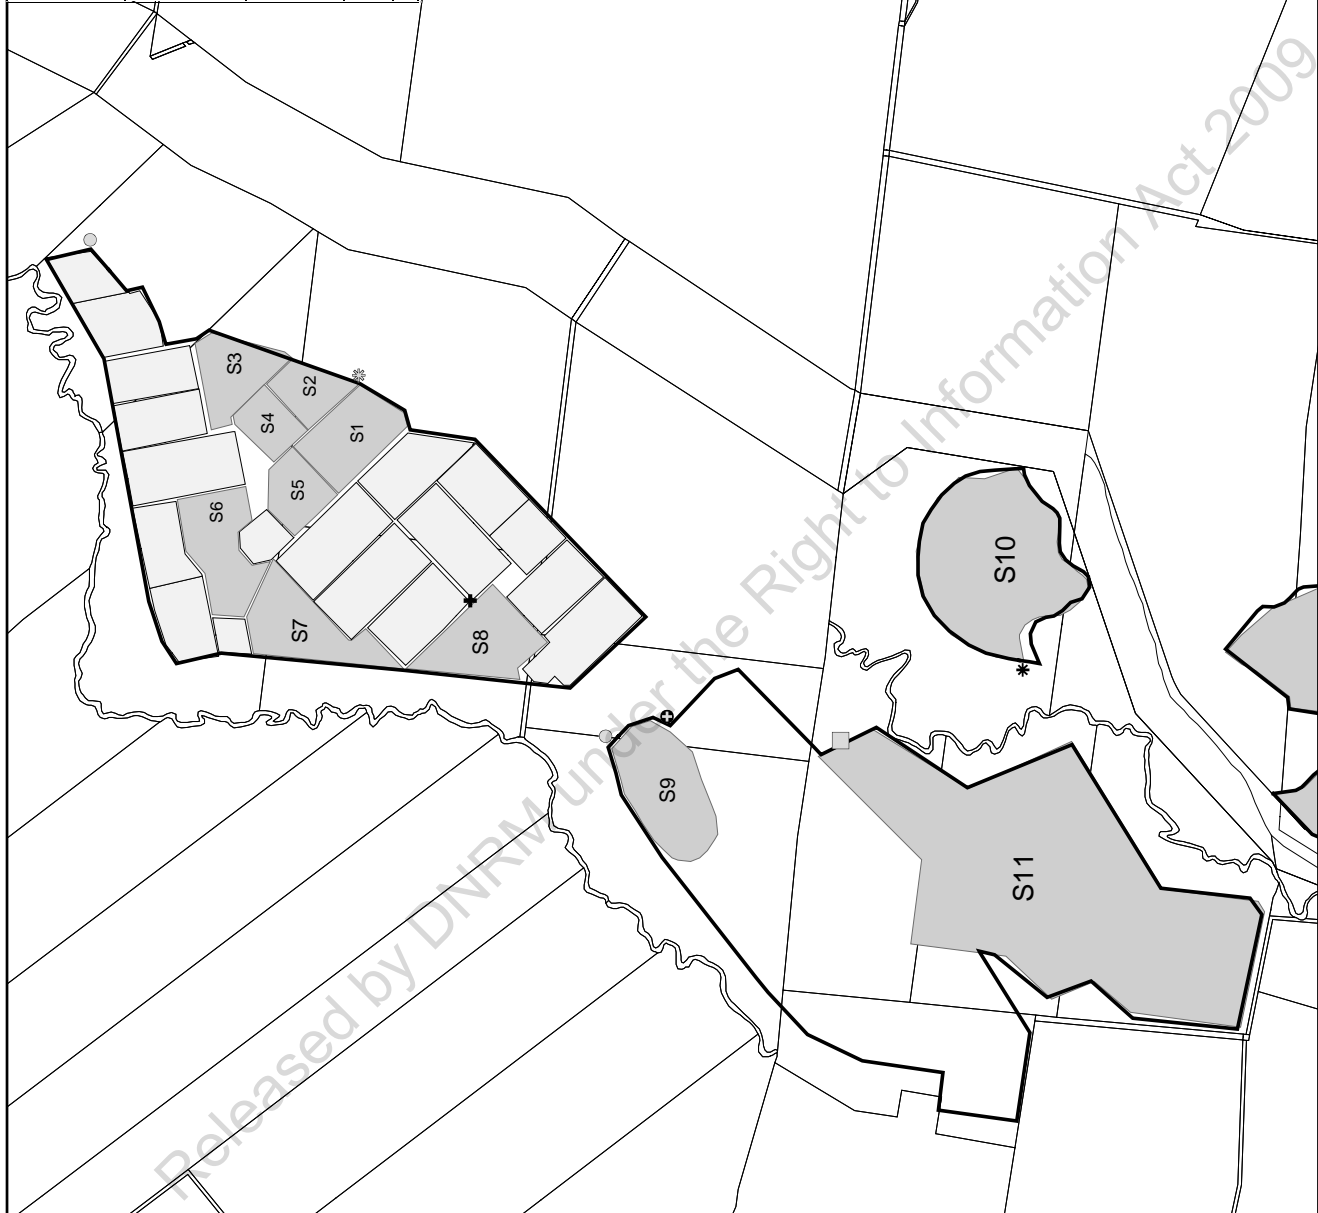 Released by DNRM under the Right to Information Act 2009
S3
S2
S4
S1
S5
S6
S7
S8
S10
S9
S11